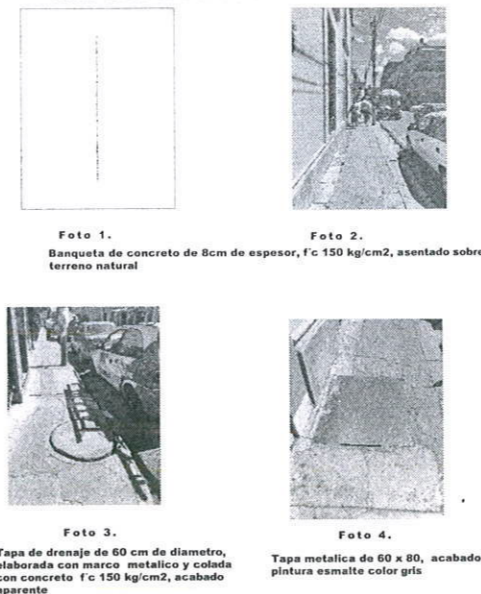 Foto 1.
Foto 2.
Banqueta de concreto de 8cm de espesor, f´c 150 kg/cm2, asentado sobre
terreno natural
Foto 3.
Tapa de drenaje de 60 cm de diametro,
elaborada con marco metalico y colada
con concreto f´c 150 kg/cm2, acabado
aparente
Foto 4.
Tapa metalica de 60 x 80, acabado
pintura esmalte color gris